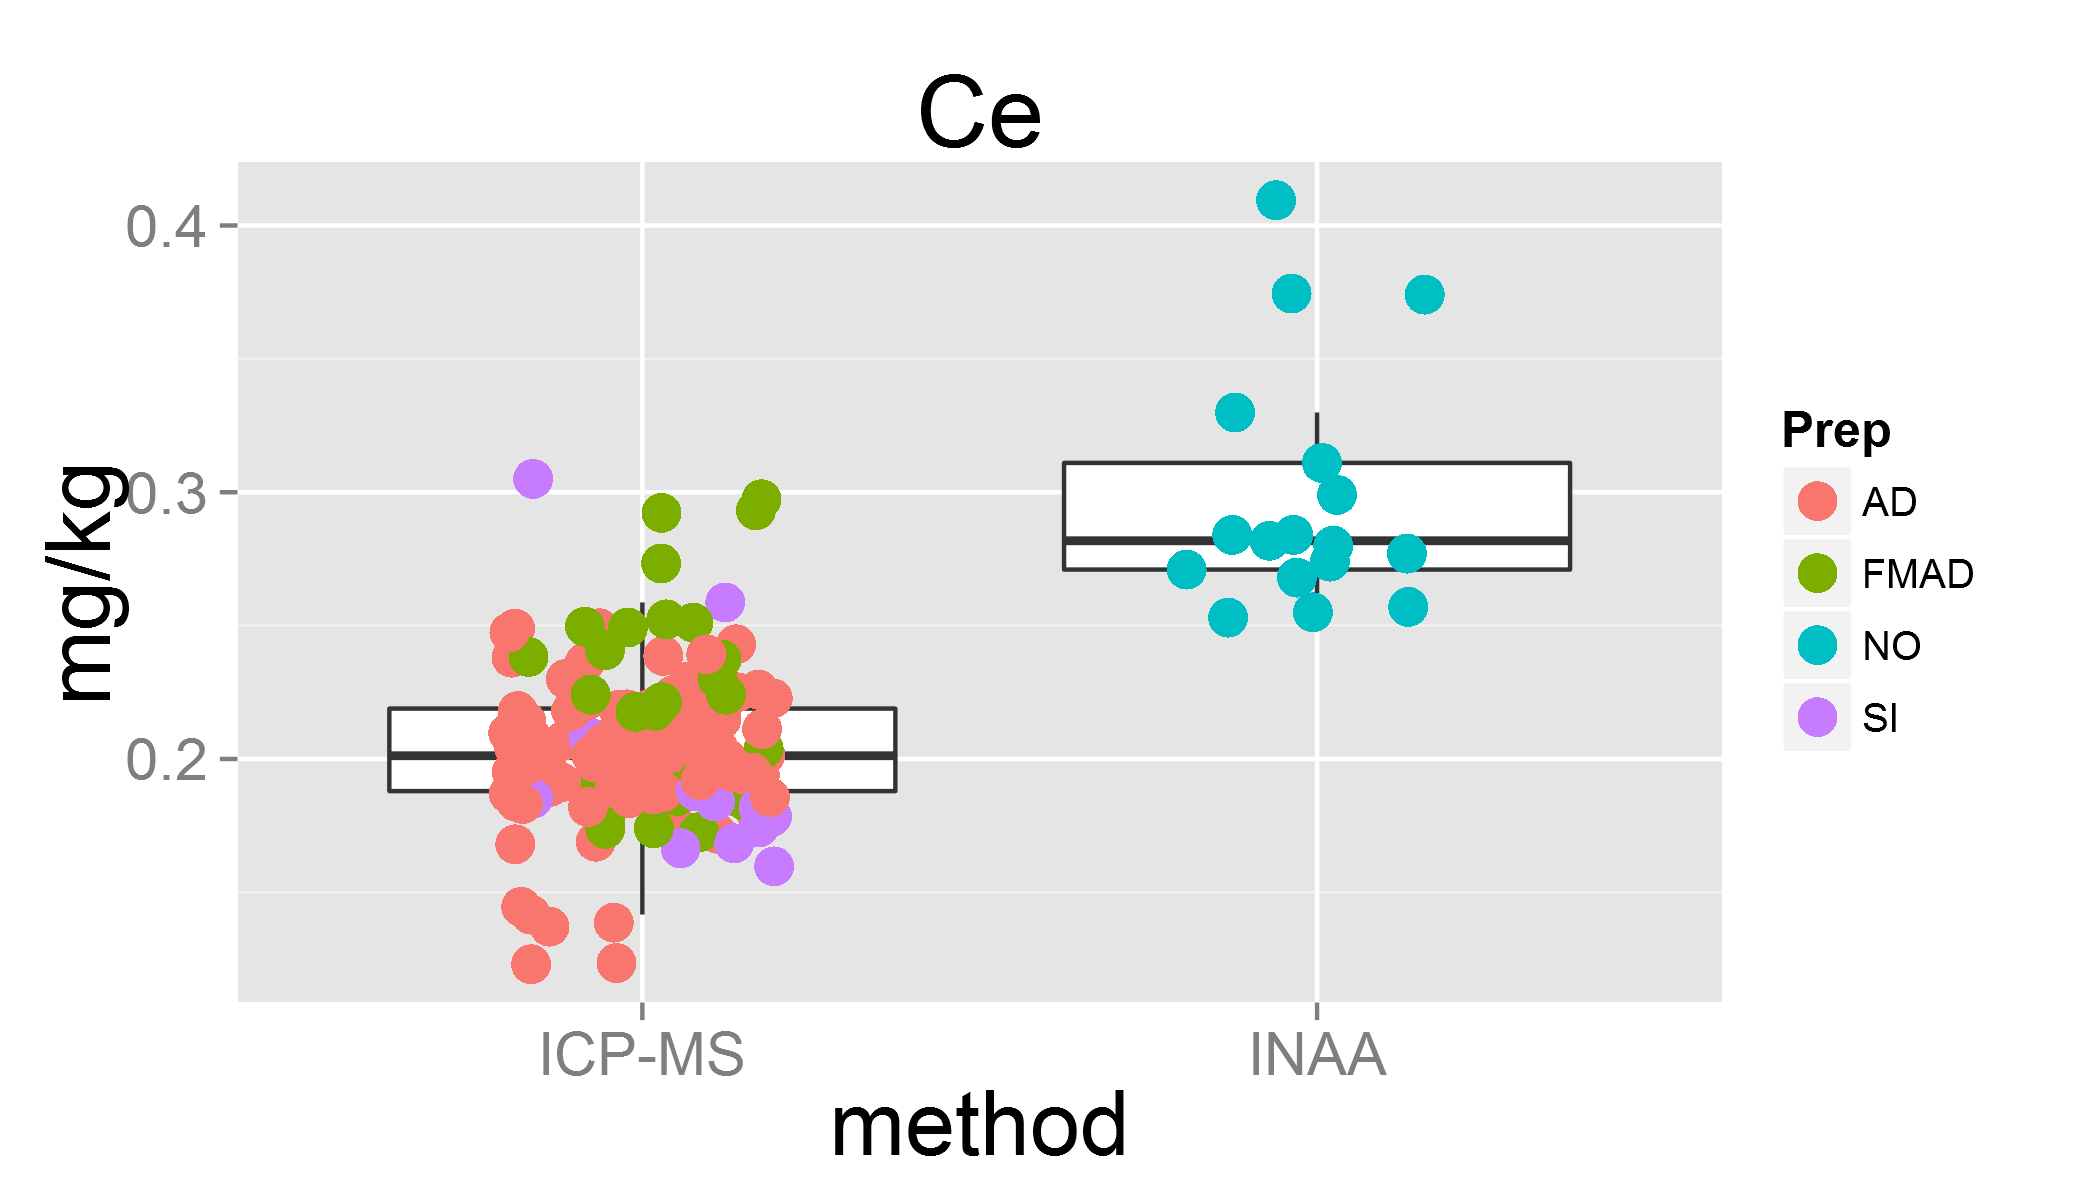 Ce
mg/kg
0.4
0.3
0.2
ICP-MS
INAA
method
Prep
AD
FMAD
NO
SI